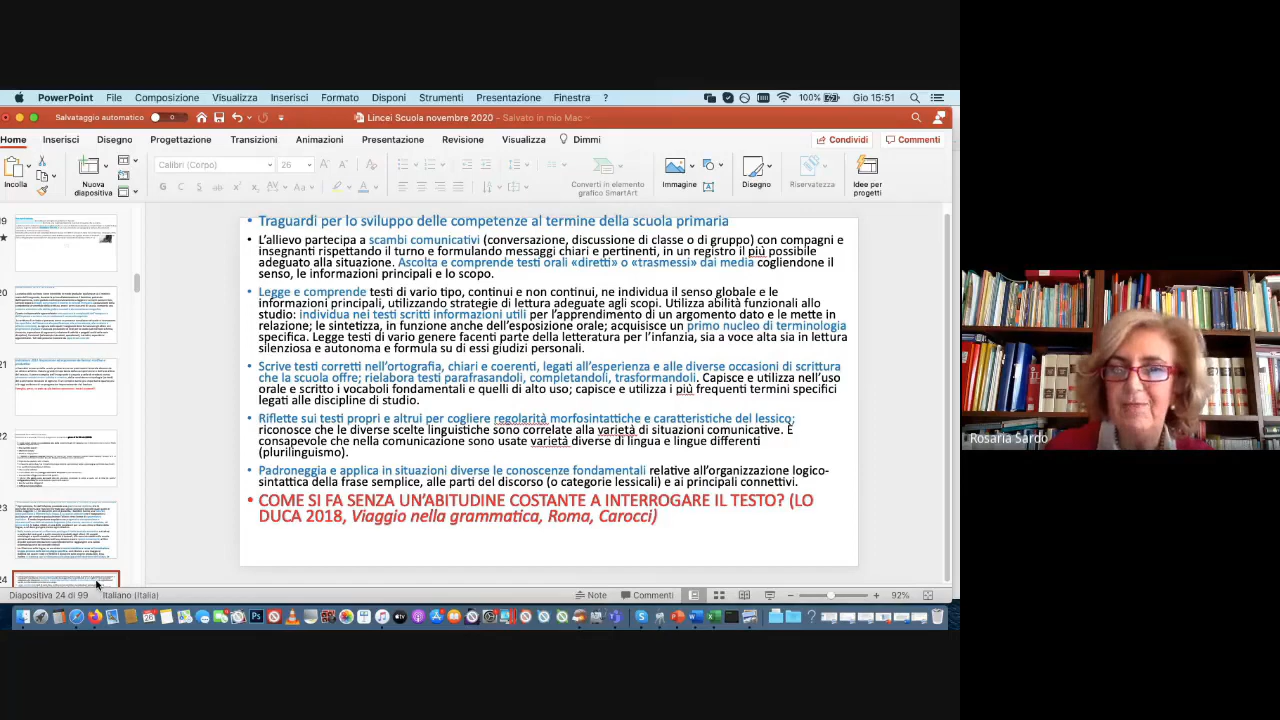 PowerPoint File Composizione Visualizza Inserisci Formato Disponi Strumenti Presentazione Finestra ? 100% Gio 15:51
Salvataggio automatico Lincei Scuola novembre 2020 - Salvato in mio Mac
Home Inserisci Disegno Progettazione Transizioni Animazioni Presentazione Revisione Visualizza Dimmi Condividi Commenti
Calibri (Corpo) 26
Incolla Nuova diapositiva Converti in elemento grafico SmartArt Immagine Disegno Riservatezza Idee per progetti
19
20
21
22
23
24
• Traguardi per lo sviluppo delle competenze al termine della scuola primaria
• L'allievo partecipa a scambi comunicativi (conversazione, discussione di classe o di gruppo) con compagni e
insegnanti rispettando il turno e formulando messaggi chiari e pertinenti, in un registro il più possibile
adeguato alla situazione. Ascolta e comprende testi orali «diretti» o «trasmessi» dai media cogliendone il
senso, le informazioni principali e lo scopo.
• Legge e comprende testi di vario tipo, continui e non continui, ne individua il senso globale e le
informazioni principali, utilizzando strategie di lettura adeguate agli scopi. Utilizza abilità funzionali allo
studio: individua nei testi scritti informazioni utili per l'apprendimento di un argomento dato e le mette in
relazione; le sintetizza, in funzione anche dell'esposizione orale; acquisisce un primo nucleo di terminologia
specifica. Legge testi di vario genere facenti parte della letteratura per l'infanzia, sia a voce alta sia in lettura
silenziosa e autonoma e formula su di essi giudizi personali.
• Scrive testi corretti nell'ortografia, chiari e coerenti, legati all'esperienza e alle diverse occasioni di scrittura
che la scuola offre; rielabora testi parafrasandoli, completandoli, trasformandoli. Capisce e utilizza nell'uso
orale e scritto i vocaboli fondamentali e quelli di alto uso; capisce e utilizza i più frequenti termini specifici
legati alle discipline di studio.
• Riflette sui testi propri e altrui per cogliere regolarità morfosintattiche e caratteristiche del lessico;
riconosce che le diverse scelte linguistiche sono correlate alla varietà di situazioni comunicative. È
consapevole che nella comunicazione sono usate varietà diverse di lingua e lingue differenti
(plurilinguismo).
• Padroneggia e applica in situazioni diverse le conoscenze fondamentali relative all'organizzazione logico-
sintattica della frase semplice, alle parti del discorso (o categorie lessicali) e ai principali connettivi.
• COME SI FA SENZA UN'ABITUDINE COSTANTE A INTERROGARE IL TESTO? (LO
DUCA 2018, Viaggio nella grammatica, Roma, Carocci)
Diapositiva 24 di 99 Italiano (Italia) Note Commenti 92%
Rosaria Sardo